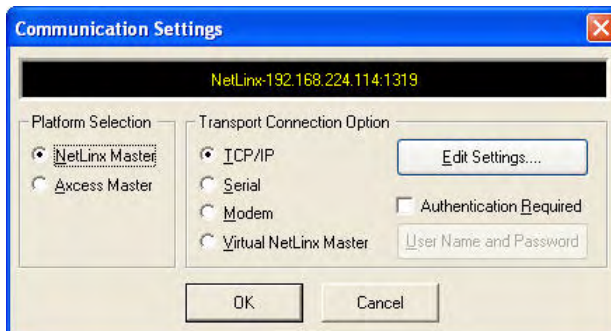 Communication Settings
NetLinx-192.168.224.114:1319
Platform Selection
NetLinx Master
Axcess Master
Transport Connection Option
TCP/IP
Serial
Modem
Virtual NetLinx Master
Edit Settings....
Authentication Required
User Name and Password
OK
Cancel